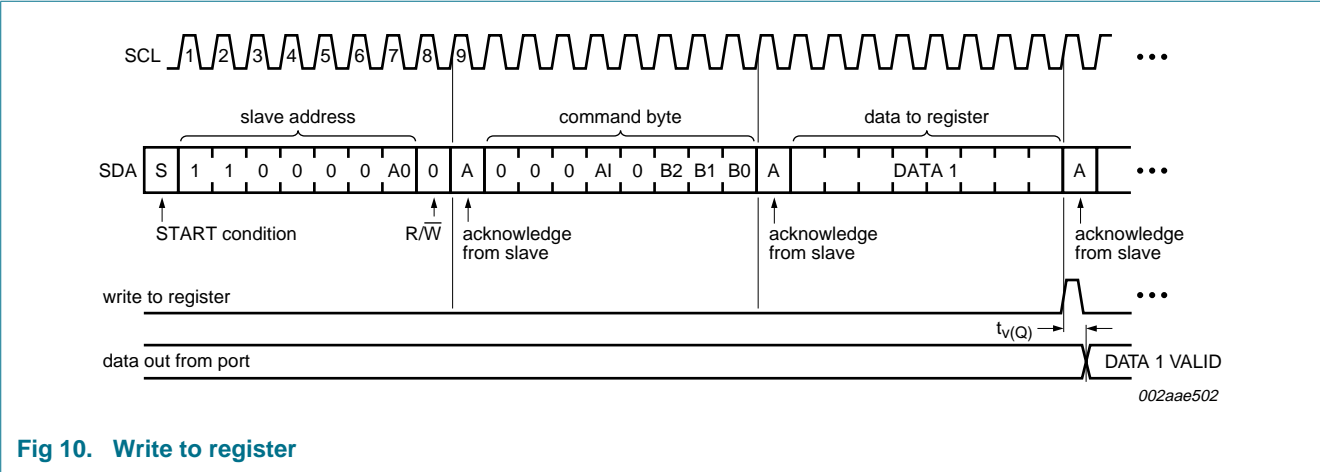 SCL 1 2 3 4 5 6 7 8 9 •••
slave address command byte data to register
SDA S 1 1 0 0 0 0 A0 0 A 0 0 0 AI 0 B2 B1 B0 A DATA 1 A •••
START condition R/W̅ acknowledge from slave acknowledge from slave acknowledge from slave
write to register •••
tv(Q)
data out from port DATA 1 VALID
002aae502
Fig 10. Write to register